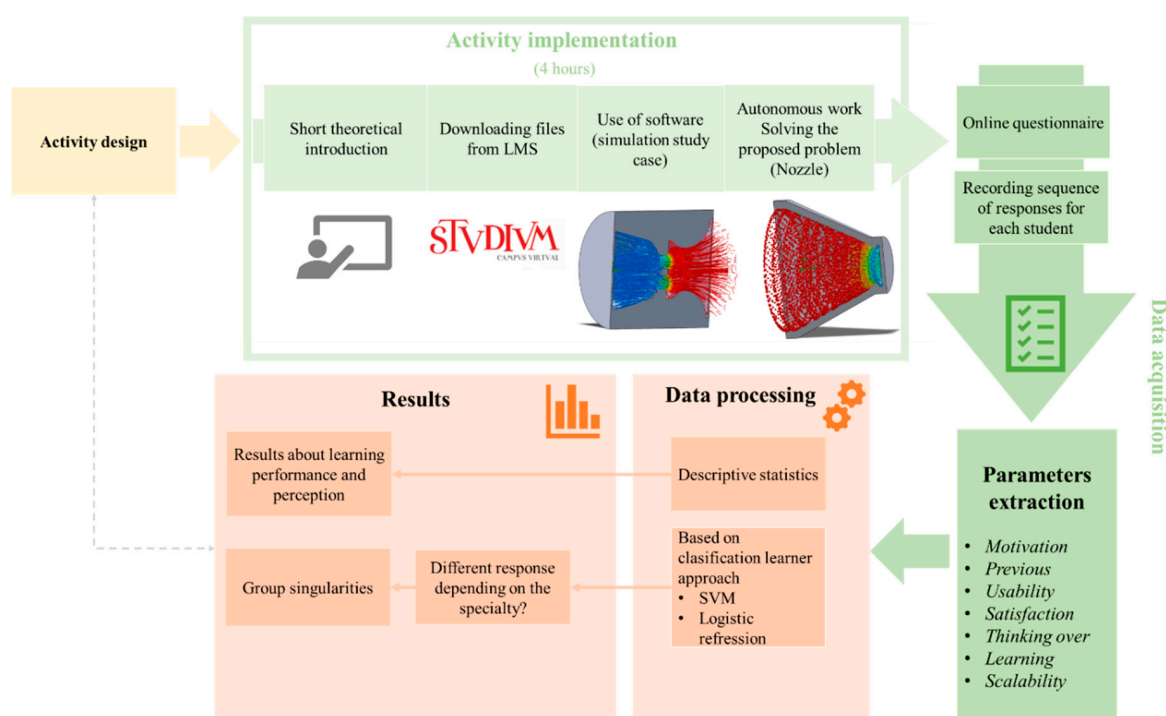 Activity implementation
(4 hours)
Activity design
Short theoretical
introduction
Downloading files
from LMS
Use of software
(simulation study
case)
Autonomous work
Solving the
proposed problem
(Nozzle)
STVDIVM
CAMPVS VIRTVAL
Online questionnaire
Recording sequence
of responses for
each student
Data acquisition
Results
Data processing
Results about learning
performance and
perception
Descriptive statistics
Group singularities
Different response
depending on the
specialty?
Based on
clasification learner
approach
• SVM
• Logistic
refression
Parameters
extraction
• Motivation
• Previous
• Usability
• Satisfaction
• Thinking over
• Learning
• Scalability